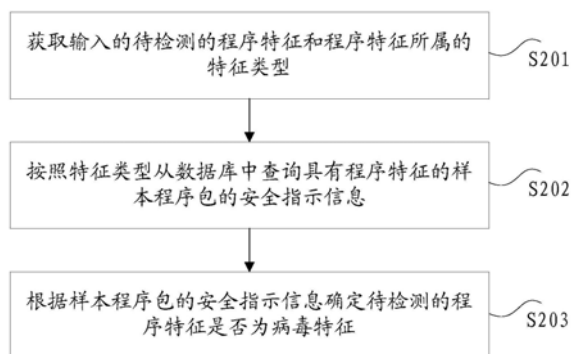 获取输入的待检测的程序特征和程序特征所属的
特征类型
S201
按照特征类型从数据库中查询具有程序特征的样
本程序包的安全指示信息
S202
根据样本程序包的安全指示信息确定待检测的程
序特征是否为病毒特征
S203